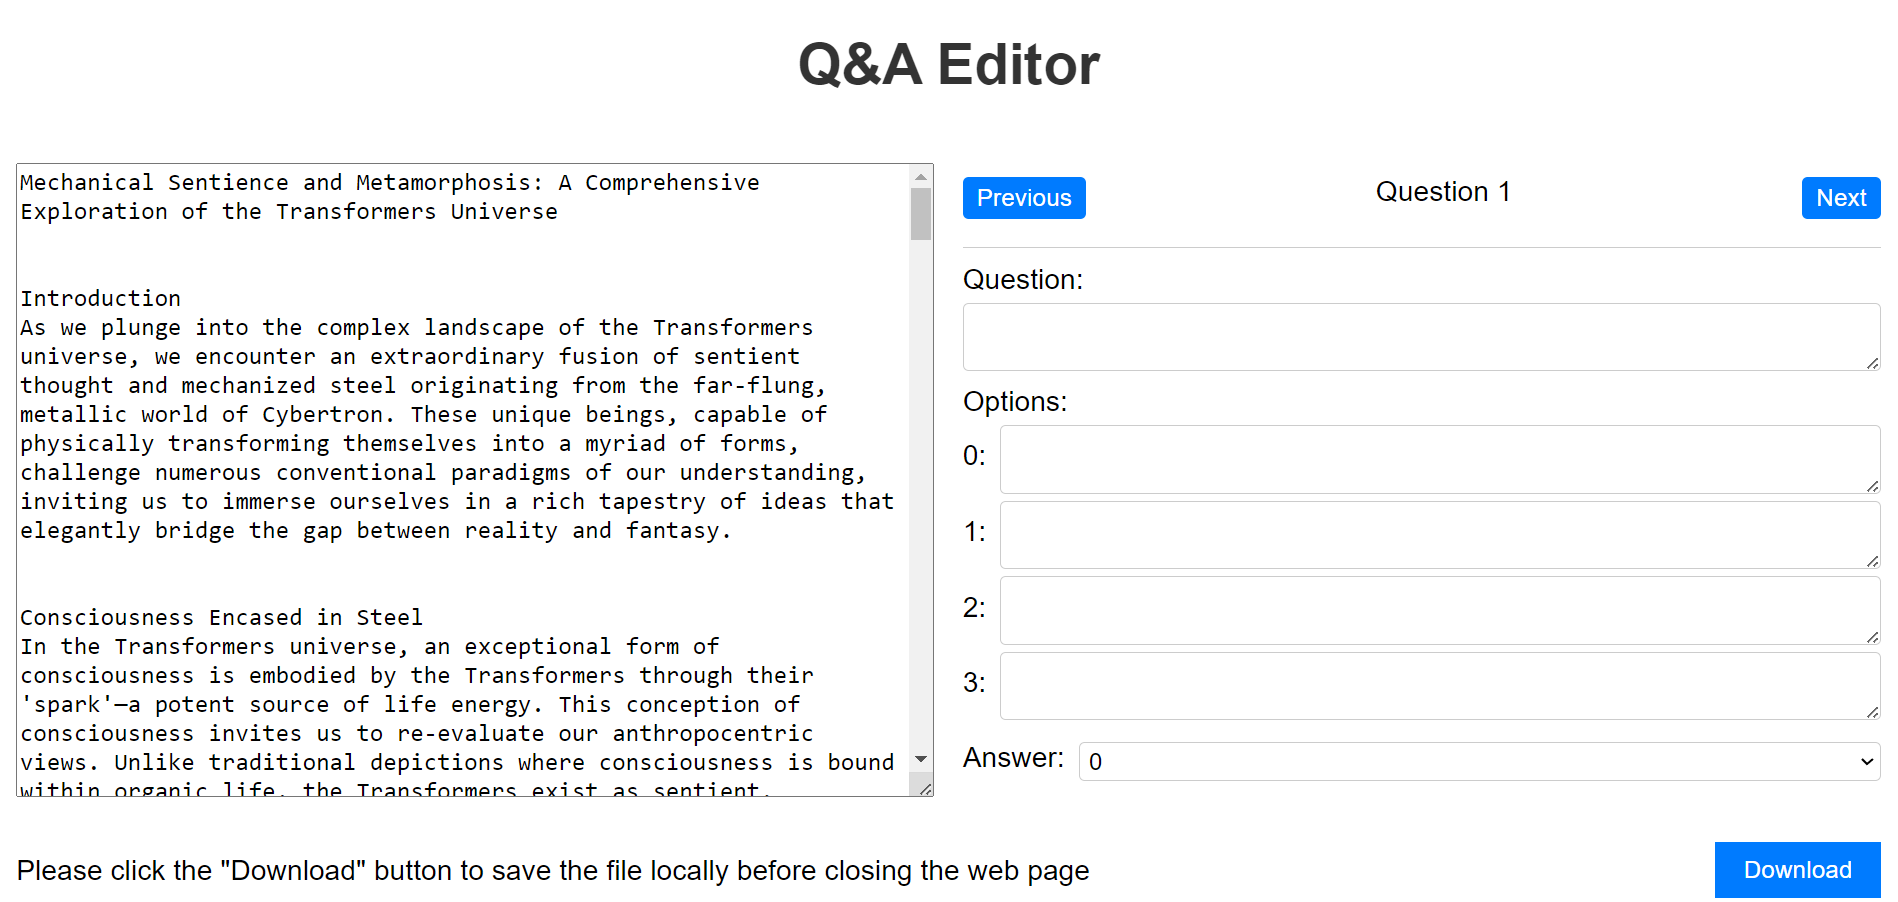 Q&A Editor
Mechanical Sentience and Metamorphosis: A Comprehensive
Exploration of the Transformers Universe
Introduction
As we plunge into the complex landscape of the Transformers
universe, we encounter an extraordinary fusion of sentient
thought and mechanized steel originating from the far-flung,
metallic world of Cybertron. These unique beings, capable of
physically transforming themselves into a myriad of forms,
challenge numerous conventional paradigms of our understanding,
inviting us to immerse ourselves in a rich tapestry of ideas that
elegantly bridge the gap between reality and fantasy.
Consciousness Encased in Steel
In the Transformers universe, an exceptional form of
consciousness is embodied by the Transformers through their
'spark'—a potent source of life energy. This conception of
consciousness invites us to re-evaluate our anthropocentric
views. Unlike traditional depictions where consciousness is bound
within organic life, the Transformers exist as sentient,
Previous
Question 1
Next
Question:
Options:
0:
1:
2:
3:
Answer: 0
Please click the "Download" button to save the file locally before closing the web page
Download